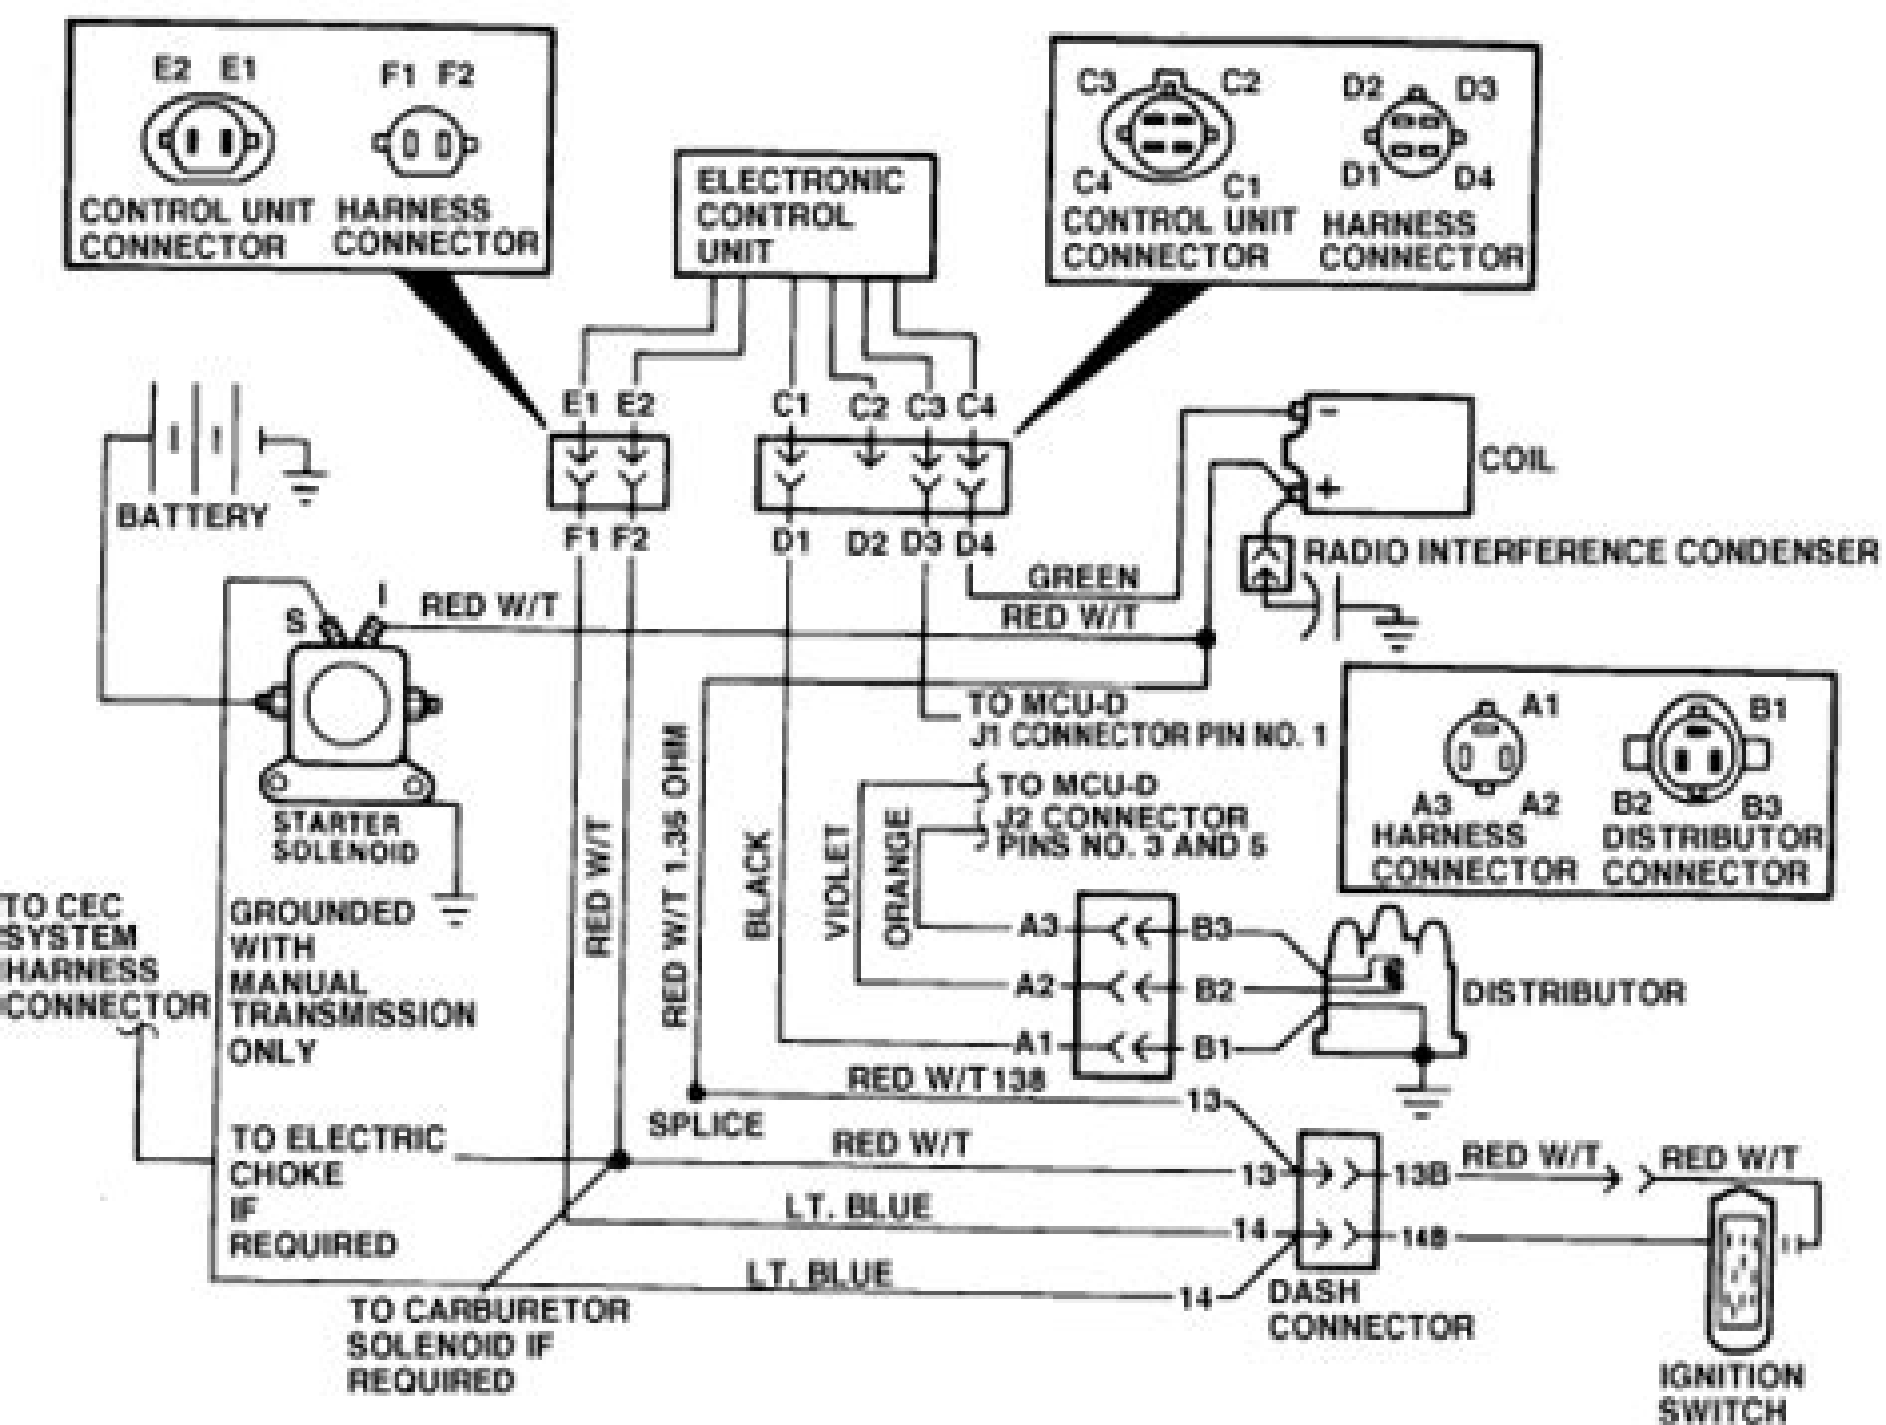 E2 E1
F1 F2
CONTROL UNIT
CONNECTOR
HARNESS
CONNECTOR
ELECTRONIC
CONTROL
UNIT
C3 C2
C4 C1
CONTROL UNIT
CONNECTOR
D2 D3
D1 D4
HARNESS
CONNECTOR
E1 E2
C1 C2 C3 C4
F1 F2
D1 D2 D3 D4
BATTERY
- 
+
COIL
RADIO INTERFERENCE CONDENSER
GREEN
RED W/T
S I
RED W/T
STARTER
SOLENOID
TO MCU-D
J1 CONNECTOR PIN NO. 1
TO MCU-D
J2 CONNECTOR
PINS NO. 3 AND 5
A1
A3 A2
HARNESS
CONNECTOR
B1
B2 B3
DISTRIBUTOR
CONNECTOR
RED W/T
RED W/T 1.35 OHM
BLACK
VIOLET
ORANGE
TO CEC
SYSTEM
HARNESS
CONNECTOR
GROUNDED
WITH
MANUAL
TRANSMISSION
ONLY
A3 B3
A2 B2
A1 B1
DISTRIBUTOR
RED W/T 138
13
SPLICE
TO ELECTRIC
CHOKE
IF
REQUIRED
RED W/T
13 13B
RED W/T
RED W/T
LT. BLUE
14 14B
LT. BLUE
14
DASH
CONNECTOR
TO CARBURETOR
SOLENOID IF
REQUIRED
IGNITION
SWITCH